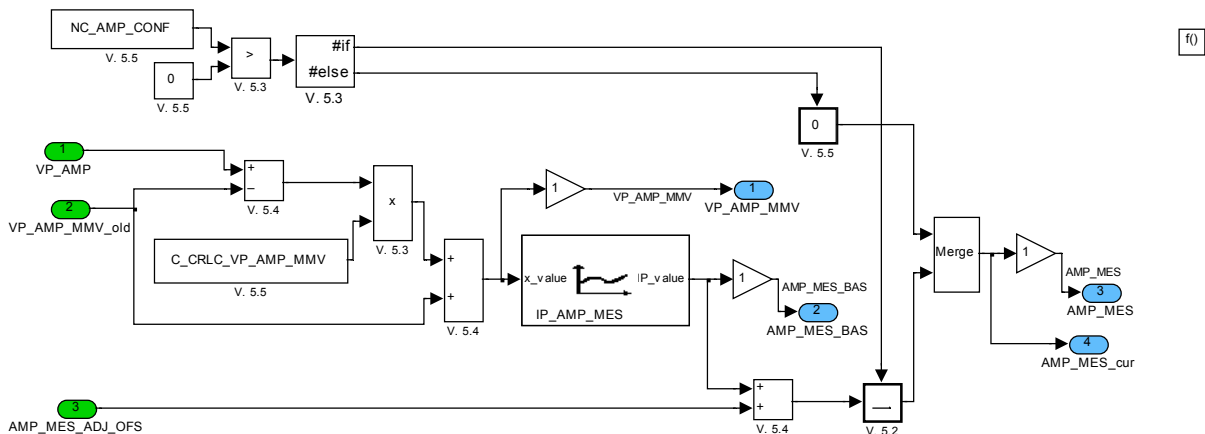 NC_AMP_CONF
V. 5.5
0
V. 5.5
>
V. 5.3
#if
#else
V. 5.3
f()
0
V. 5.5
1
VP_AMP
2
VP_AMP_MMV_old
+
−
V. 5.4
x
V. 5.3
C_CRLC_VP_AMP_MMV
V. 5.5
+
+
V. 5.4
1
VP_AMP_MMV
1
VP_AMP_MMV
x_value
IP_value
IP_AMP_MES
1
AMP_MES_BAS
2
AMP_MES_BAS
Merge
1
AMP_MES
3
AMP_MES
4
AMP_MES_cur
3
AMP_MES_ADJ_OFS
+
+
V. 5.4
V. 5.2